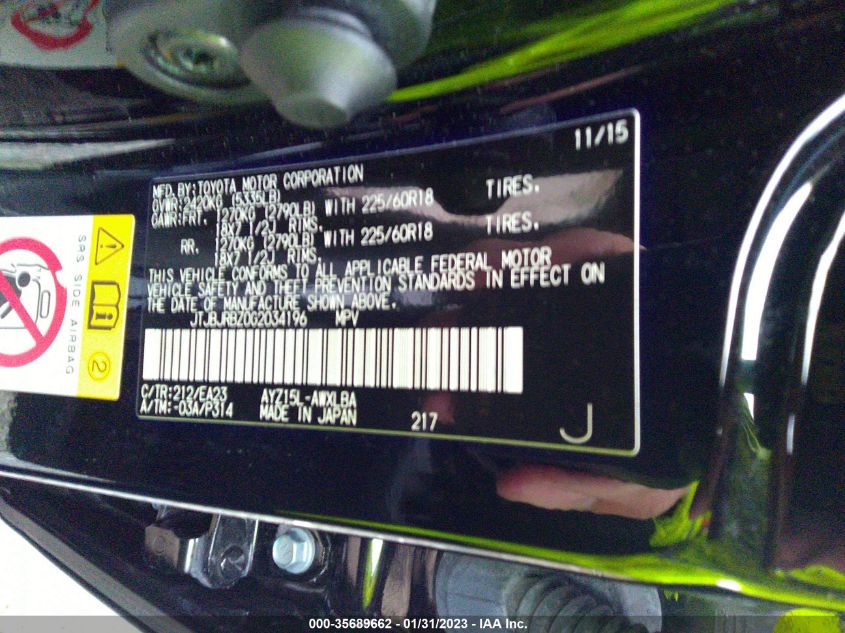 11/15
MFD. BY: TOYOTA MOTOR CORPORATION
GVWR: 2420KG (5335LB)
GAWR: FRT. 1270KG (2790LB) WITH 225/60R18 TIRES.
18X7 1/2J RIMS.
RR. 1270KG (2790LB) WITH 225/60R18 TIRES.
18X7 1/2J RIMS.
THIS VEHICLE CONFORMS TO ALL APPLICABLE FEDERAL MOTOR
VEHICLE SAFETY AND THEFT PREVENTION STANDARDS IN EFFECT ON
THE DATE OF MANUFACTURE SHOWN ABOVE.
JTJBJRBZ0G2034196 MPV
C/TR:212/EA23 AYZ15L-AWXLBA
A/TM:-03A/P314 MADE IN JAPAN 217
J
SRS SIDE AIRBAG
2
000-35689662 - 01/31/2023 - IAA Inc.